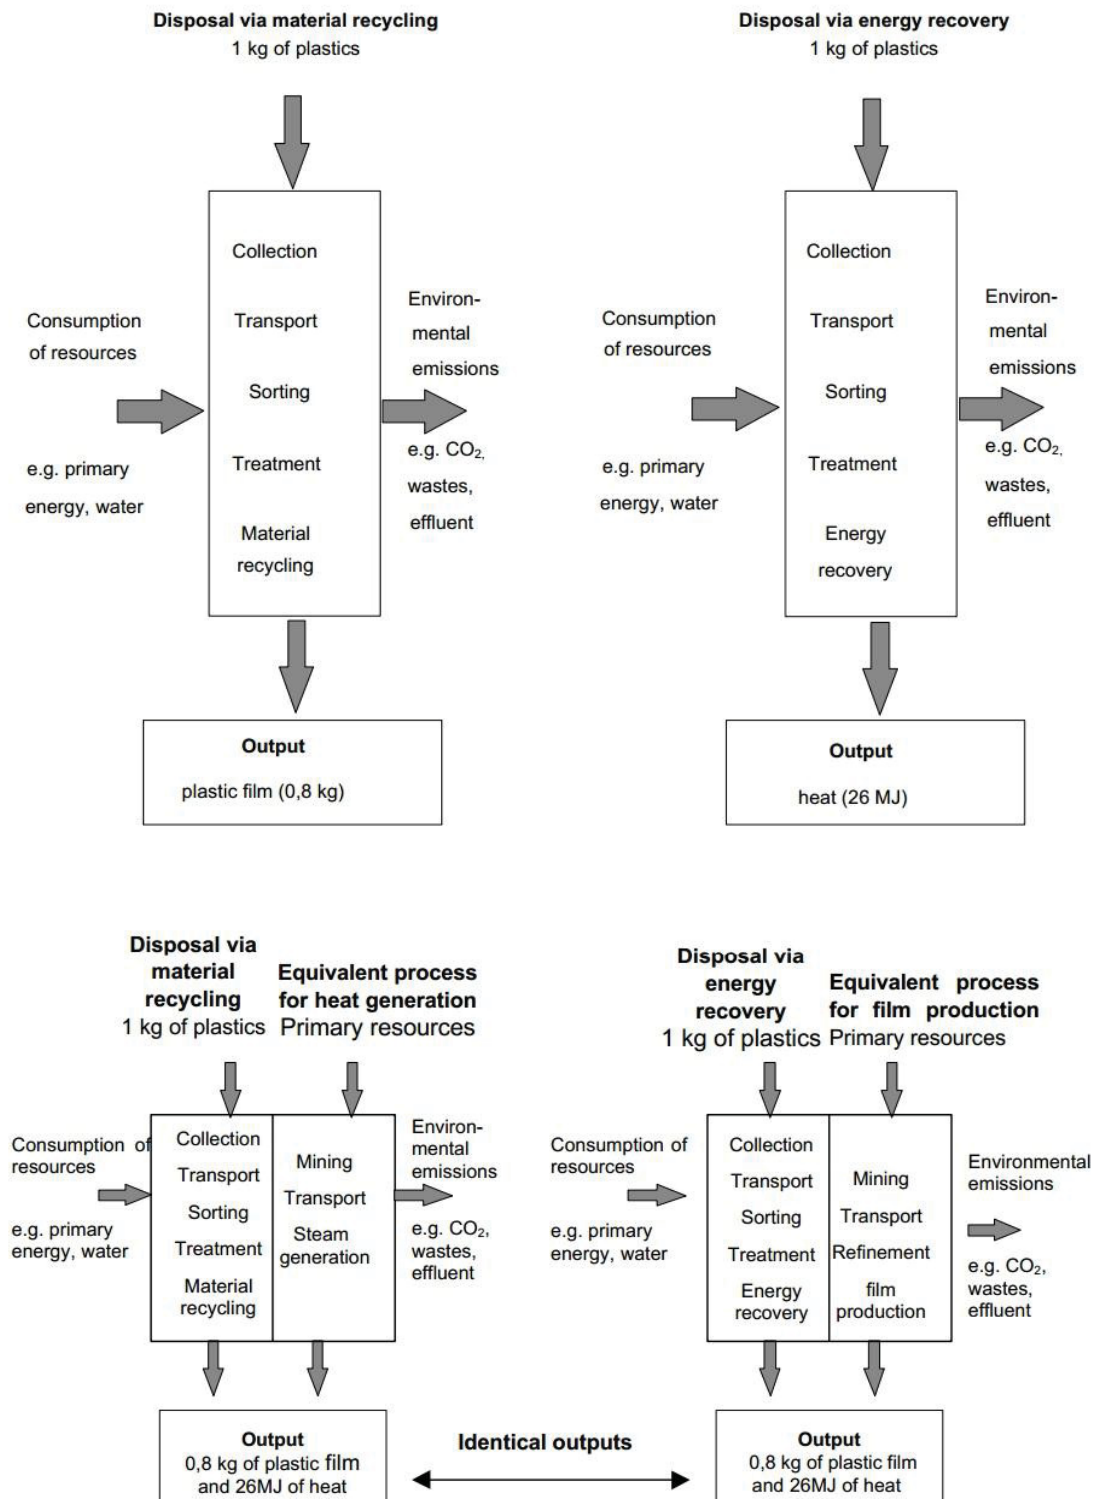 Disposal via material recycling
1 kg of plastics
Collection
Transport
Sorting
Treatment
Material
recycling
Consumption
of resources
e.g. primary
energy, water
Environ-
mental
emissions
e.g. CO₂,
wastes,
effluent
Output
plastic film (0,8 kg)
Disposal via energy recovery
1 kg of plastics
Collection
Transport
Sorting
Treatment
Energy
recovery
Consumption
of resources
e.g. primary
energy, water
Environ-
mental
emissions
e.g. CO₂,
wastes,
effluent
Output
heat (26 MJ)
Disposal via
material
recycling
1 kg of plastics
Equivalent process
for heat generation
Primary resources
Consumption of
resources
e.g. primary
energy, water
Collection
Transport
Sorting
Treatment
Material
recycling
Mining
Transport
Steam
generation
Environ-
mental
emissions
e.g. CO₂,
wastes,
effluent
Output
0,8 kg of plastic film
and 26MJ of heat
Identical outputs
Disposal via
energy
recovery
1 kg of plastics
Equivalent process
for film production
Primary resources
Consumption of
resources
e.g. primary
energy, water
Collection
Transport
Sorting
Treatment
Energy
recovery
Mining
Transport
Refinement
film
production
Environmental
emissions
e.g. CO₂,
wastes,
effluent
Output
0,8 kg of plastic film
and 26MJ of heat